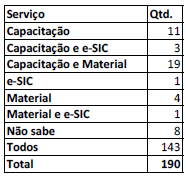 Serviço Qtd.
Capacitação 11
Capacitação e e-SIC 3
Capacitação e Material 19
e-SIC 1
Material 4
Material e e-SIC 1
Não sabe 8
Todos 143
Total 190